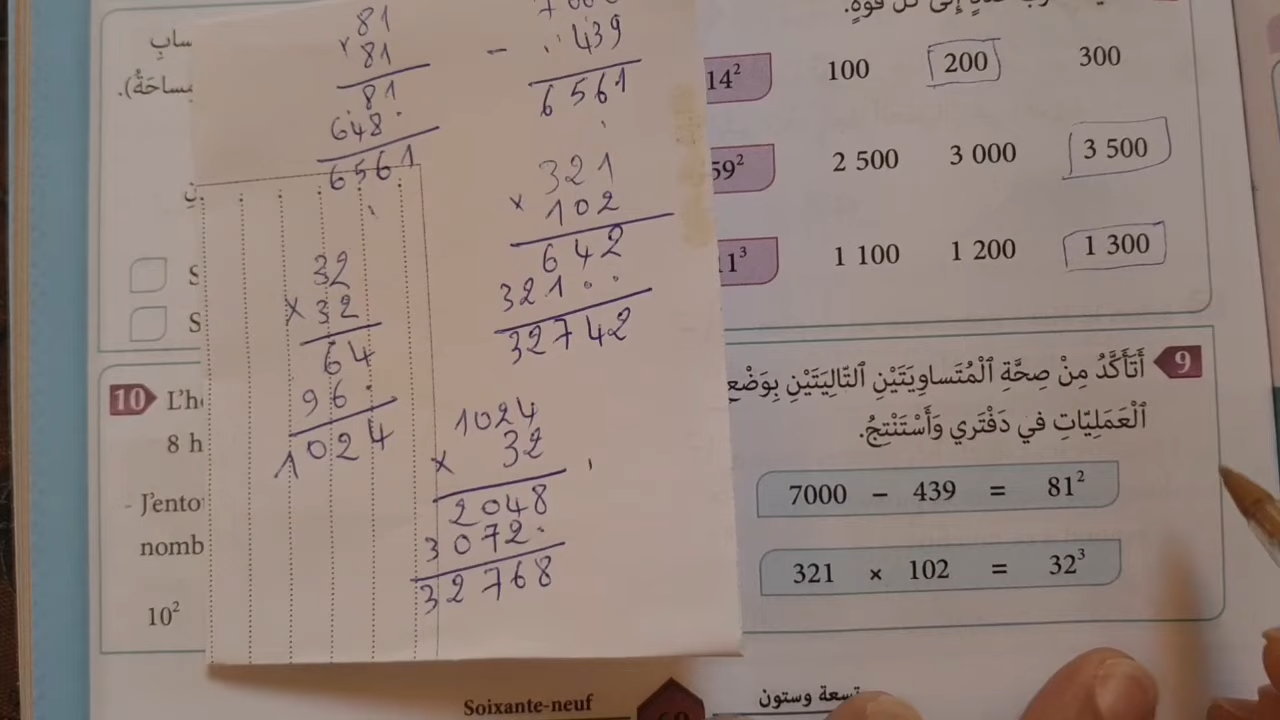 81
× 81
81
648.
6561
- 439
6561
321
× 102
642
321..
32742
32
× 32
64
96.
1024
1024
× 32
2048
3072.
32768
14² 100 200 300
59² 2 500 3 000 3 500
1 100 1 200 1 300
9 أَتَأَكَّدُ مِنْ صِحَّةِ ٱلْمُتَساوِيَتَيْنِ ٱلتّالِيَتَيْنِ بِوَضْعِ
ٱلْعَمَلِيّاتِ في دَفْتَري وَأَسْتَنْتِجُ.
7000 − 439 = 81²
321 × 102 = 32³
10
8 h
- J'ento
nomb
10²
Soixante-neuf
تسعة وستون